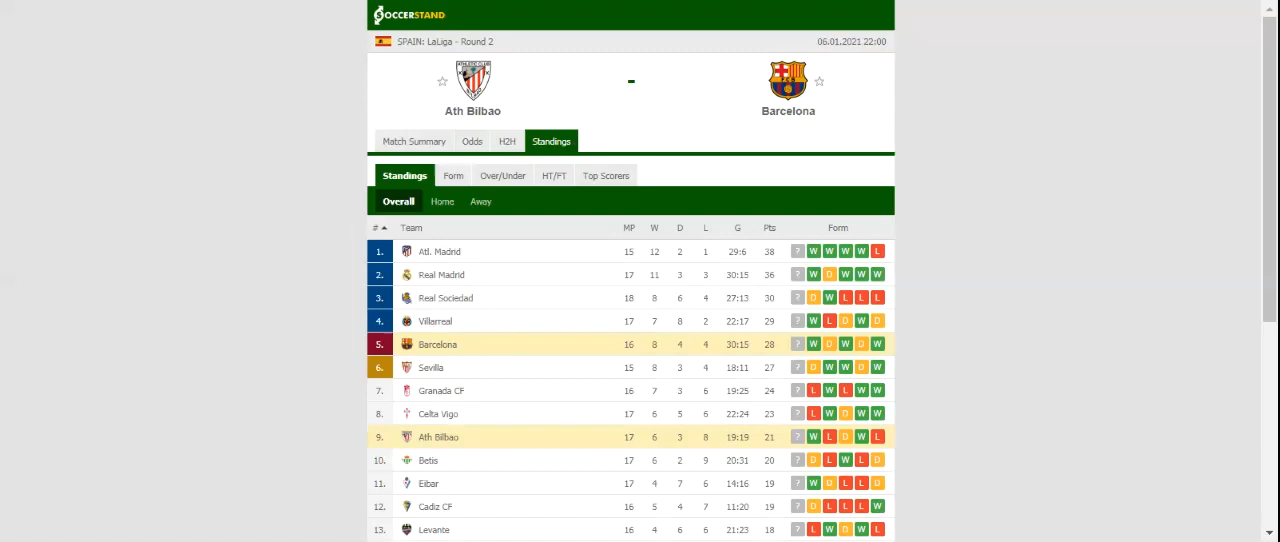 SOCCERSTAND
SPAIN: LaLiga - Round 2 06.01.2021 22:00
-
Ath Bilbao Barcelona
Match Summary Odds H2H Standings
Standings Form Over/Under HT/FT Top Scorers
Overall Home Away
# Team MP W D L G Pts Form
1. Atl. Madrid 15 12 2 1 29:6 38 ? W W W W L
2. Real Madrid 17 11 3 3 30:15 36 ? W D W W W
3. Real Sociedad 18 8 6 4 27:13 30 ? D W L L L
4. Villarreal 17 7 8 2 22:17 29 ? W L D W D
5. Barcelona 16 8 4 4 30:15 28 ? W D W D W
6. Sevilla 15 8 3 4 18:11 27 ? D W W D W
7. Granada CF 16 7 3 6 19:25 24 ? L W L W W
8. Celta Vigo 17 6 5 6 22:24 23 ? L W D W W
9. Ath Bilbao 17 6 3 8 19:19 21 ? W L D W L
10. Betis 17 6 2 9 20:31 20 ? D L W L D
11. Eibar 17 4 7 6 14:16 19 ? W D L L D
12. Cadiz CF 16 5 4 7 11:20 19 ? D L L L W
13. Levante 16 4 6 6 21:23 18 ? L W D W L